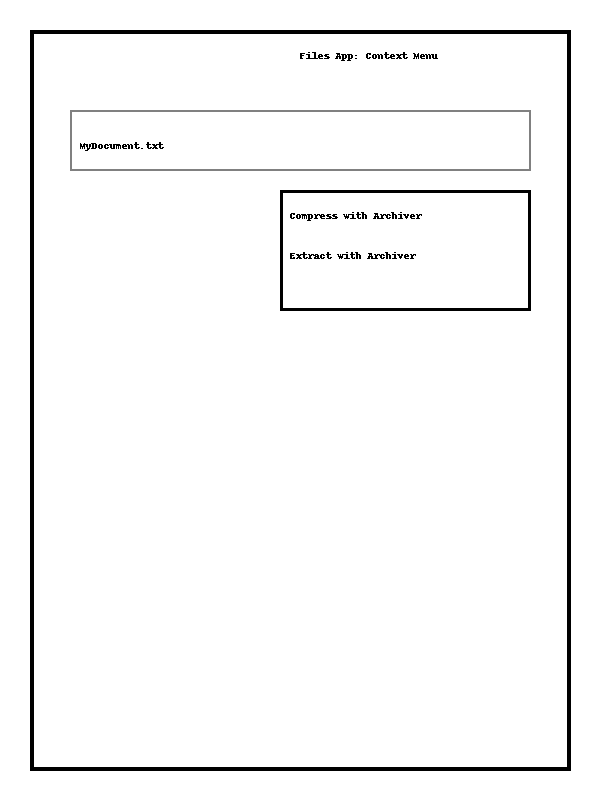 Files App: Context Menu
MyDocument.txt
Compress with Archiver
Extract with Archiver